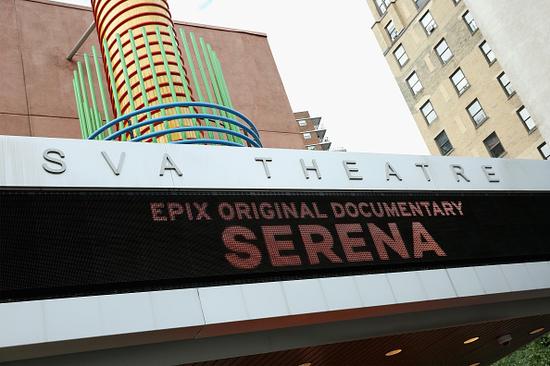 SVA THEATRE
EPIX ORIGINAL DOCUMENTARY
SERENA